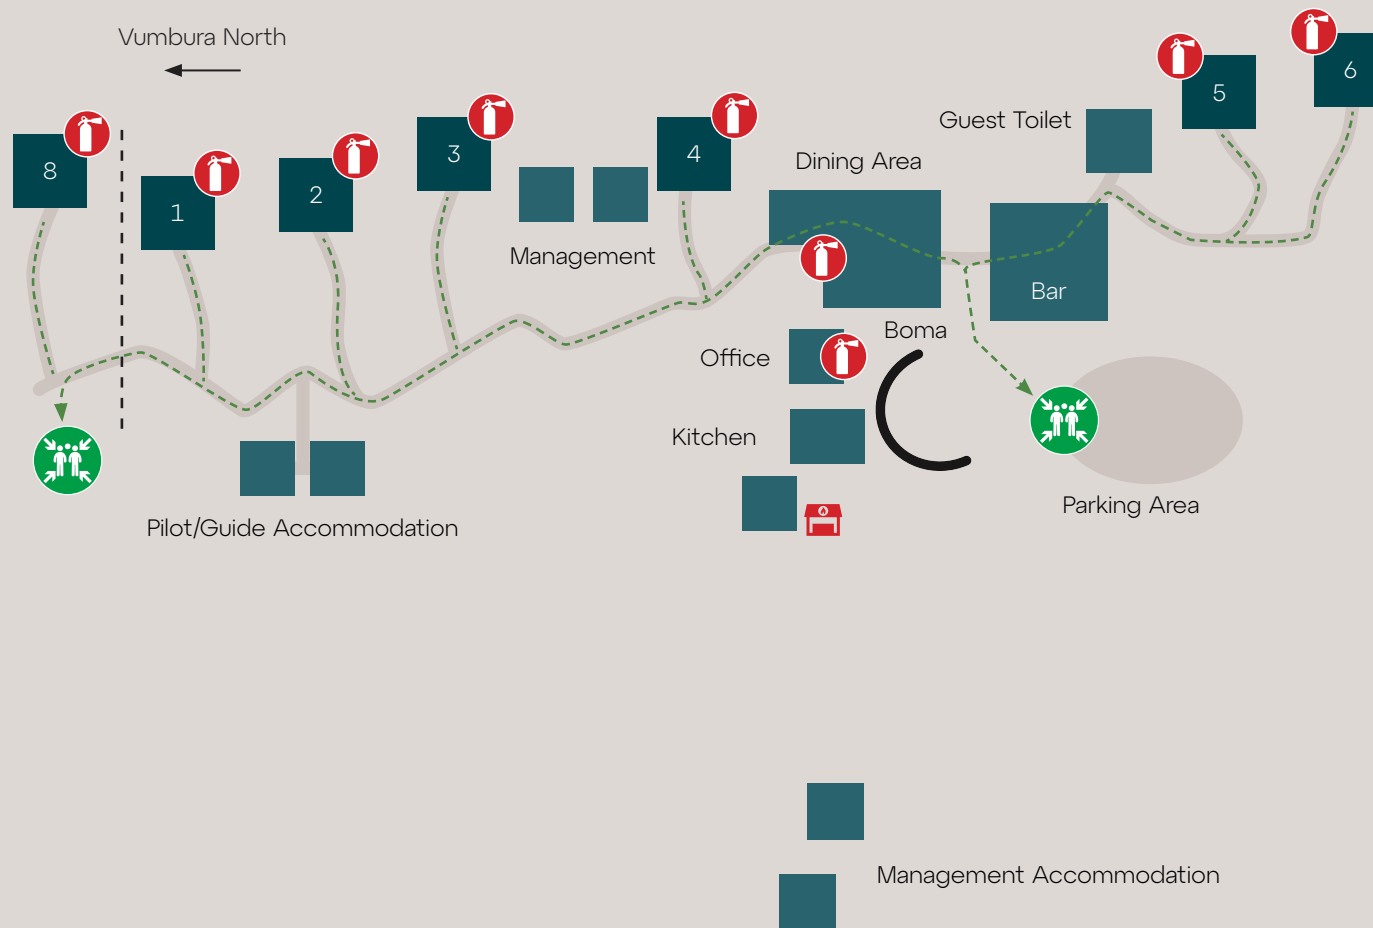 Vumbura North
6
5
Guest Toilet
3
4
8
Dining Area
2
1
Management
Bar
Boma
Office
Kitchen
Parking Area
Pilot/Guide Accommodation
Management Accommodation